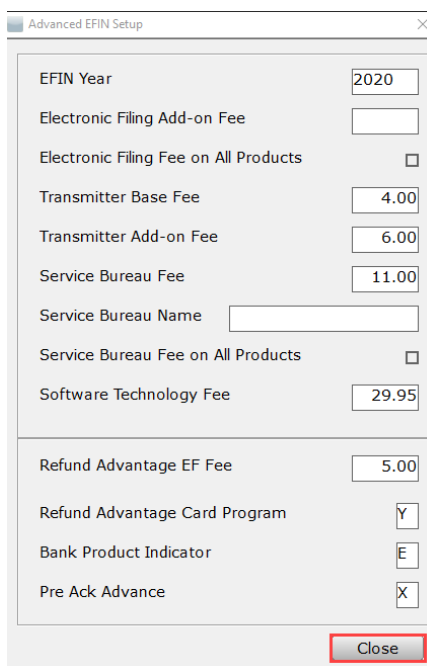 Advanced EFIN Setup
EFIN Year 2020
Electronic Filing Add-on Fee
Electronic Filing Fee on All Products
Transmitter Base Fee 4.00
Transmitter Add-on Fee 6.00
Service Bureau Fee 11.00
Service Bureau Name
Service Bureau Fee on All Products
Software Technology Fee 29.95
Refund Advantage EF Fee 5.00
Refund Advantage Card Program Y
Bank Product Indicator E
Pre Ack Advance X
Close